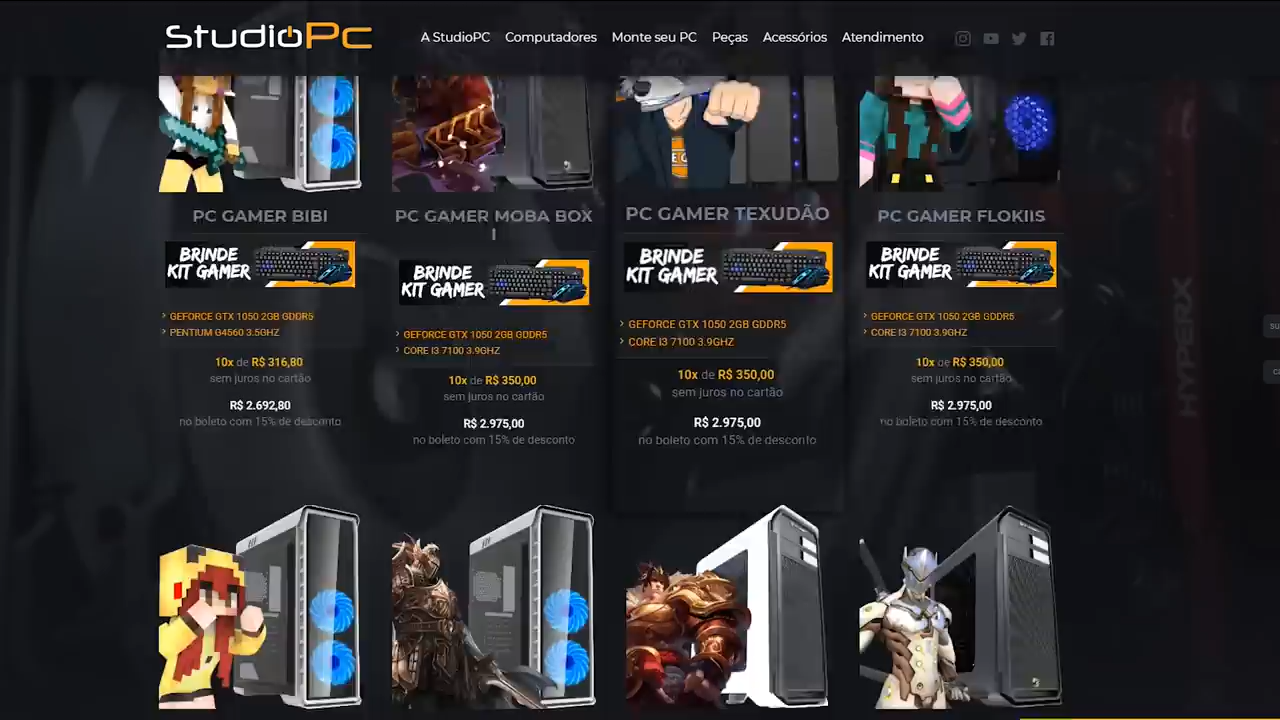 StudioPc
A StudioPC Computadores Monte seu PC Peças Acessórios Atendimento
PC GAMER BIBI
BRINDE
KIT GAMER
GEFORCE GTX 1050 2GB GDDR5
PENTIUM G4560 3.5GHZ
10x de R$ 316,80
sem juros no cartão
R$ 2.692,80
no boleto com 15% de desconto
PC GAMER MOBA BOX
BRINDE
KIT GAMER
GEFORCE GTX 1050 2GB GDDR5
CORE I3 7100 3.9GHZ
10x de R$ 350,00
sem juros no cartão
R$ 2.975,00
no boleto com 15% de desconto
PC GAMER TEXUDÃO
BRINDE
KIT GAMER
GEFORCE GTX 1050 2GB GDDR5
CORE I3 7100 3.9GHZ
10x de R$ 350,00
sem juros no cartão
R$ 2.975,00
no boleto com 15% de desconto
PC GAMER FLOKIIS
BRINDE
KIT GAMER
GEFORCE GTX 1050 2GB GDDR5
CORE I3 7100 3.9GHZ
10x de R$ 350,00
sem juros no cartão
R$ 2.975,00
no boleto com 15% de desconto
HYPERX